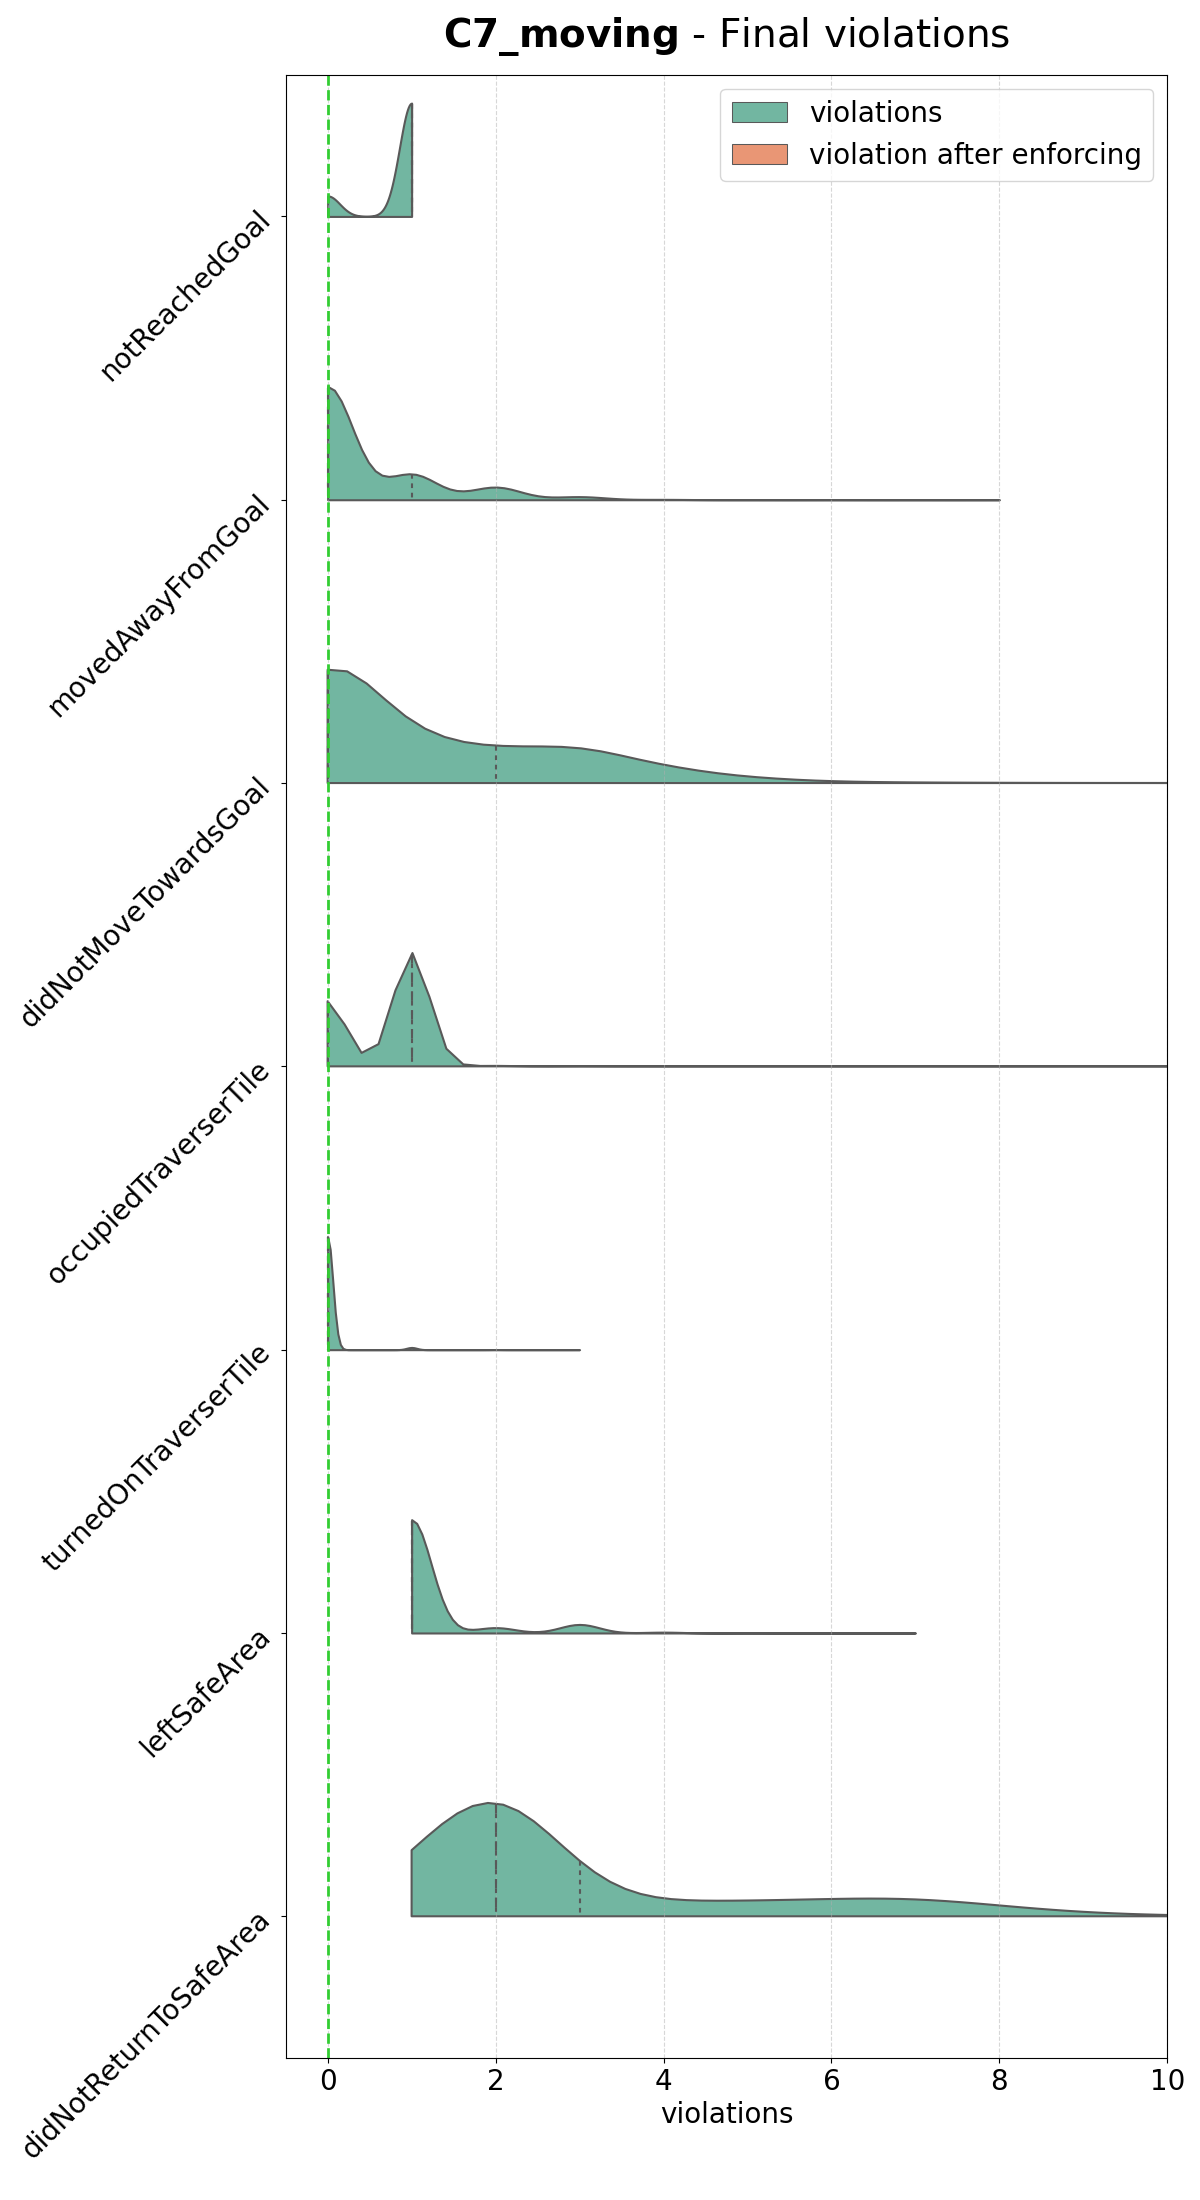 C7_moving - Final violations
violations
violation after enforcing
notReachedGoal
movedAwayFromGoal
didNotMoveTowardsGoal
occupiedTraverserTile
turnedOnTraverserTile
leftSafeArea
didNotReturnToSafeArea
0 2 4 6 8 10
violations